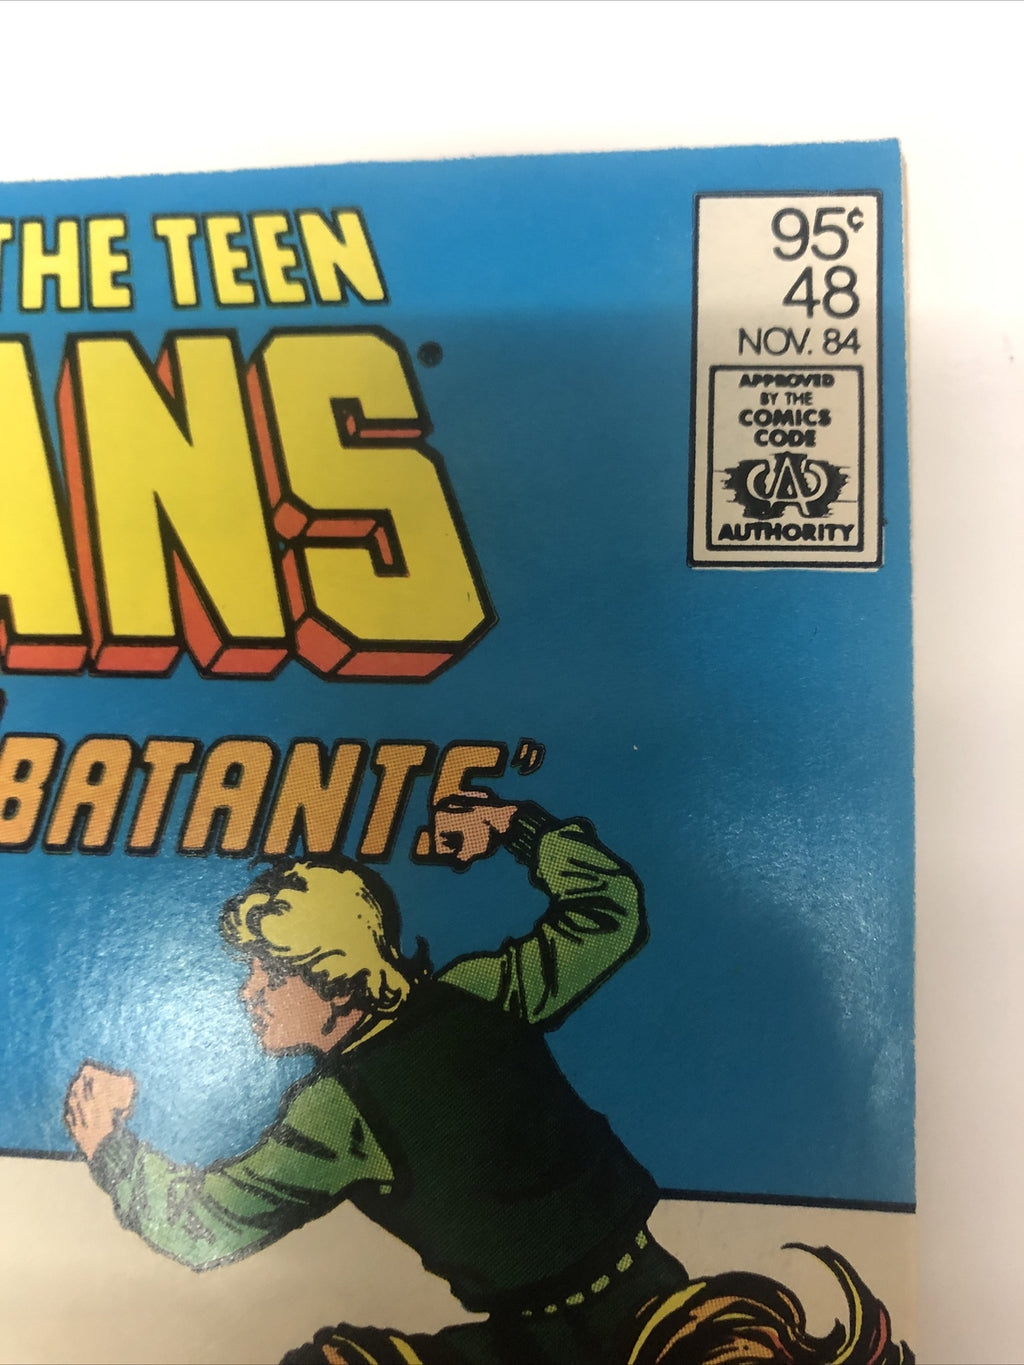 THE TEEN
ANS
BATANTS"
95¢
48
NOV. 84
APPROVED
BY THE
COMICS
CODE
CA
AUTHORITY